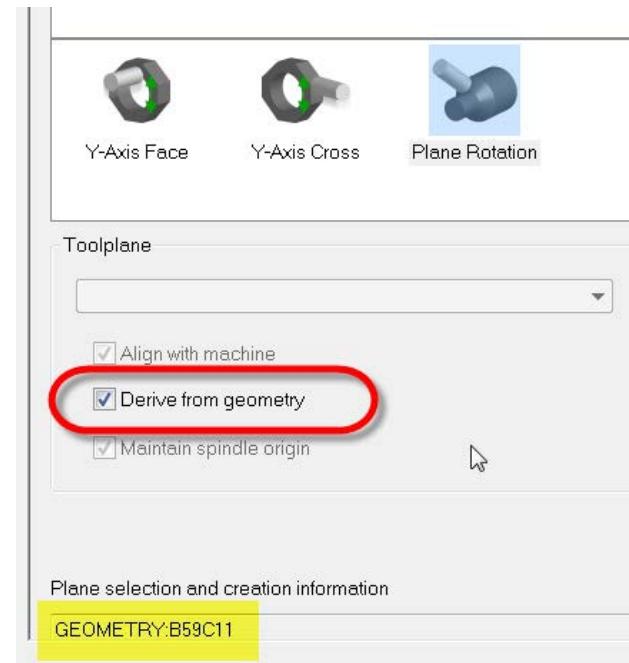 Y-Axis Face Y-Axis Cross Plane Rotation
Toolplane
Align with machine
Derive from geometry
Maintain spindle origin
Plane selection and creation information
GEOMETRY:B59C11